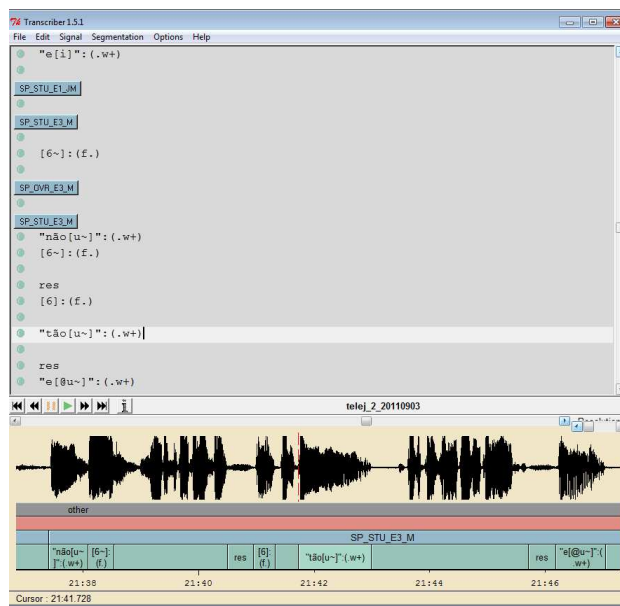 Transcriber 1.5.1
File Edit Signal Segmentation Options Help
"e[i]":(.w+)
SP_STU_E1_JM
SP_STU_E3_M
[6~]:(f.)
SP_OVR_E3_M
SP_STU_E3_M
"não[u~]":(.w+)
[6~]:(f.)
res
[6]:(f.)
"tão[u~]":(.w+)
res
"e[@u~]":(.w+)
telej_2_20110903
other
SP_STU_E3_M
"não[u~ [6~]: res [6]: "tão[u~]":(.w+) res "e[@u~]":(
]":(.w+) (f.) (f.) .w+)
21:38 21:40 21:42 21:44 21:46
Cursor : 21:41.728